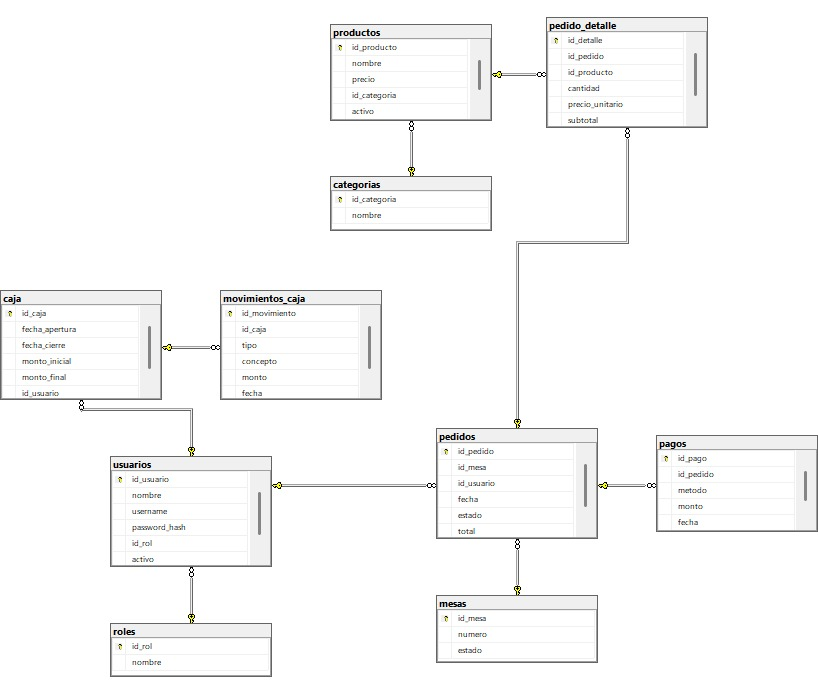 productos
id_producto
nombre
precio
id_categoria
activo
pedido_detalle
id_detalle
id_pedido
id_producto
cantidad
precio_unitario
subtotal
categorias
id_categoria
nombre
caja
id_caja
fecha_apertura
fecha_cierre
monto_inicial
monto_final
id_usuario
movimientos_caja
id_movimiento
id_caja
tipo
concepto
monto
fecha
usuarios
id_usuario
nombre
username
password_hash
id_rol
activo
pedidos
id_pedido
id_mesa
id_usuario
fecha
estado
total
pagos
id_pago
id_pedido
metodo
monto
fecha
roles
id_rol
nombre
mesas
id_mesa
numero
estado